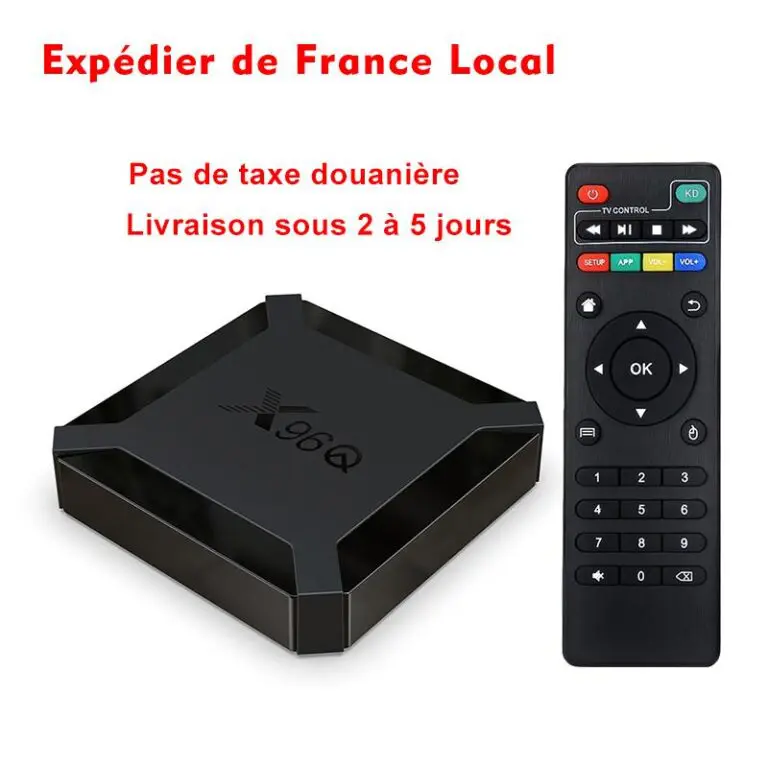 Expédier de France Local
Pas de taxe douanière
Livraison sous 2 à 5 jours
X96Q
KD
TV CONTROL
SETUP APP VOL- VOL+
OK
1 2 3
4 5 6
7 8 9
0